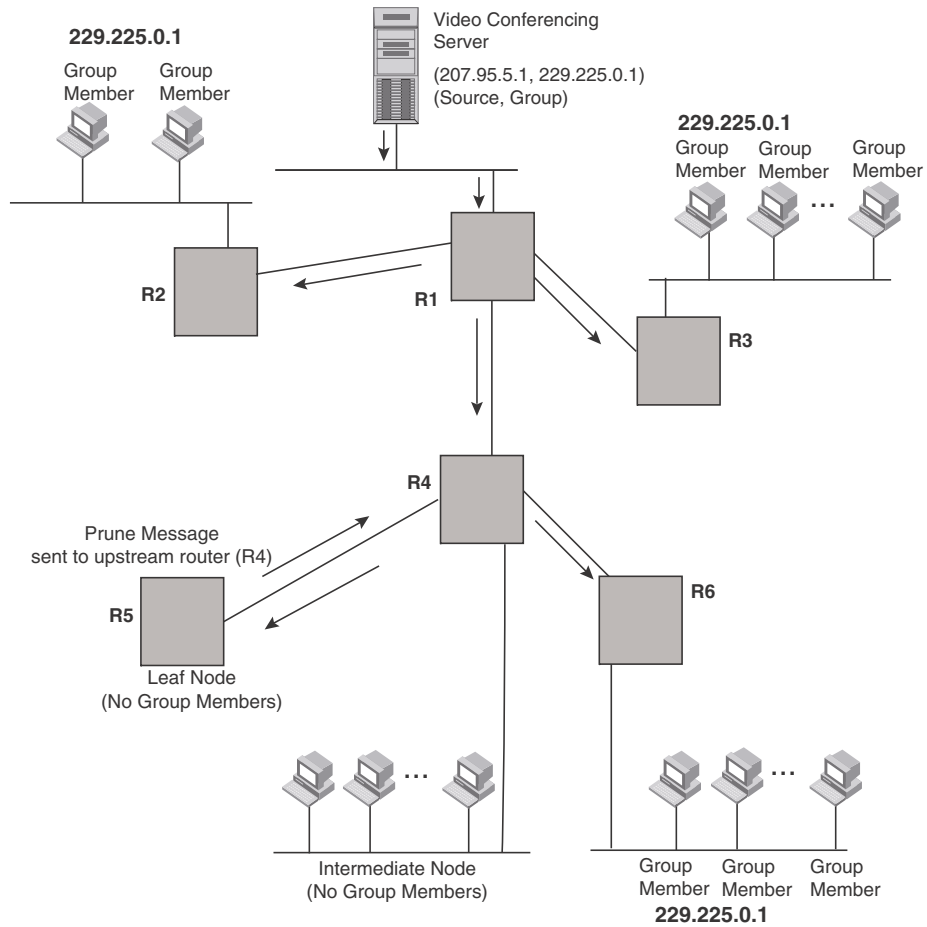 229.225.0.1
Group
Member
Group
Member
Video Conferencing
Server
(207.95.5.1, 229.225.0.1)
(Source, Group)
229.225.0.1
Group
Member
Group
Member
...
Group
Member
R2
R1
R3
R4
Prune Message
sent to upstream router (R4)
R5
Leaf Node
(No Group Members)
R6
...
Intermediate Node
(No Group Members)
...
Group
Member
Group
Member
Group
Member
229.225.0.1